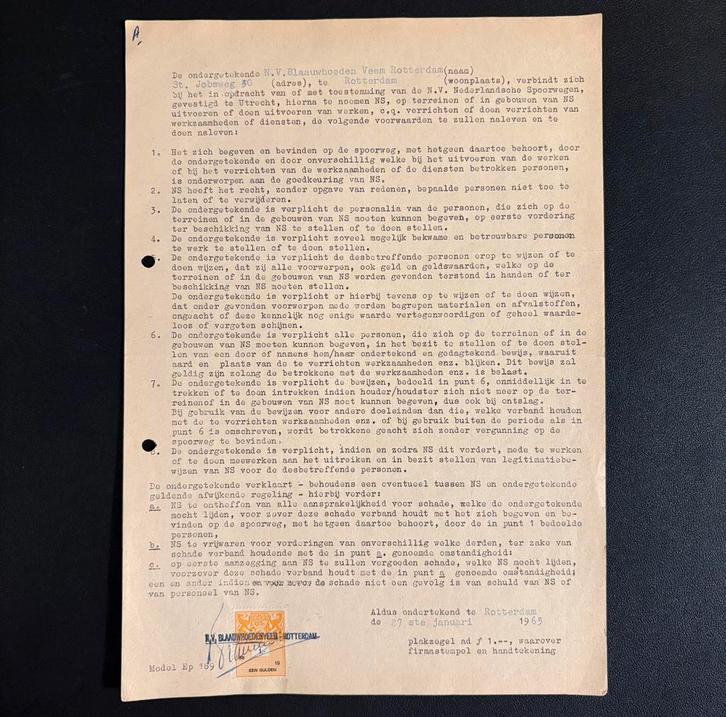 A
De ondergetekende N.V.Blaauwhoeden Veem Rotterdam(naam)
St. Jobsweg 30 (adres), te Rotterdam (woonplaats), verbindt zich
bij het in opdracht van of met toestemming van de N.V. Nederlandsche Spoorwegen,
gevestigd te Utrecht, hierna te noemen NS, op terreinen of in gebouwen van NS
uitvoeren of doen uitvoeren van werken, c.q. verrichten of doen verrichten van
werkzaamheden of diensten, de volgende voorwaarden te zullen naleven en te
doen naleven:
1. Het zich begeven en bevinden op de spoorweg, met hetgeen daartoe behoort, door
de ondergetekende en door onverschillig welke bij het uitvoeren van de werken
of bij het verrichten van de werkzaamheden of de diensten betrokken personen,
is onderworpen aan de goedkeuring van NS.
2. NS heeft het recht, zonder opgave van redenen, bepaalde personen niet toe te
laten of te verwijderen.
3. De ondergetekende is verplicht de personalia van de personen, die zich op de
terreinen of in de gebouwen van NS moeten kunnen begeven, op eerste vordering
ter beschikking van NS te stellen of te doen stellen.
4. De ondergetekende is verplicht zoveel mogelijk bekwame en betrouwbare personen
te werk te stellen of te doen stellen.
De ondergetekende is verplicht de desbetreffende personen erop te wijzen of te
doen wijzen, dat zij alle voorwerpen, ook geld en geldswaarden, welke op de
terreinen of in de gebouwen van NS worden gevonden terstond in handen of ter
beschikking van NS moeten stellen.
De ondergetekende is verplicht er hierbij tevens op te wijzen of te doen wijzen,
dat onder gevonden voorwerpen mede worden begrepen materialen en afvalstoffen,
ongeacht of deze kennelijk nog enige waarde vertegenwoordigen of geheel waarde-
loos of vergeten schijnen.
6. De ondergetekende is verplicht alle personen, die zich op de terreinen of in de
gebouwen van NS moeten kunnen begeven, in het bezit te stellen of te doen stel-
len van een door of namens hem/haar ondertekend en gedagtekend bewijs, waaruit
aard en plaats van de te verrichten werkzaamheden enz. blijken. Dit bewijs zal
geldig zijn zolang de betrokkene met de werkzaamheden enz. is belast.
7. De ondergetekende is verplicht de bewijzen, bedoeld in punt 6, onmiddelijk in te
trekken of te doen intrekken indien houder/houdster zich niet meer op de ter-
reinenof in de gebouwen van NS moet kunnen begeven, dus ook bij ontslag.
Bij gebruik van de bewijzen voor andere doeleinden dan die, welke verband houden
met de te verrichten werkzaamheden enz. of bij gebruik buiten de periode als in
punt 6 is omschreven, wordt betrokkene geacht zich zonder vergunning op de
spoorweg te bevinden.
De ondergetekende is verplicht, indien en zodra NS dit vordert, mede te werken
of te doen meewerken aan het uitreiken en in bezit stellen van legitimatiebe-
wijzen van NS voor de desbetreffende personen.
De ondergetekende verklaart - behoudens een eventueel tussen NS en ondergetekende
geldende afwijkende regeling - hierbij verder:
a. NS te ontheffen van alle aansprakelijkheid voor schade, welke de ondergetekende
mocht lijden, voor zover deze schade verband houdt met het zich begeven en be-
vinden op de spoorweg, met hetgeen daartoe behoort, door de in punt 1 bedoelde
personen,
b. NS te vrijwaren voor vorderingen van onverschillig welke derden, ter zake van
schade verband houdende met de in punt a. genoemde omstandigheid;
c. op eerste aanzegging aan NS te zullen vergoeden schade, welke NS mocht lijden,
voorzover deze schade verband houdt met de in punt a genoemde omstandigheid;
een en ander indien en voor zover de schade niet een gevolg is van schuld van NS of
van personeel van NS.
Aldus ondertekend te Rotterdam
de 27 ste januari 1965
N.V. BLAAUWHOEDENVEEM - ROTTERDAM
plakzegel ad ƒ 1.--, waarover
firmastempel en handtekening
19
EEN GULDEN
Model Ep 189